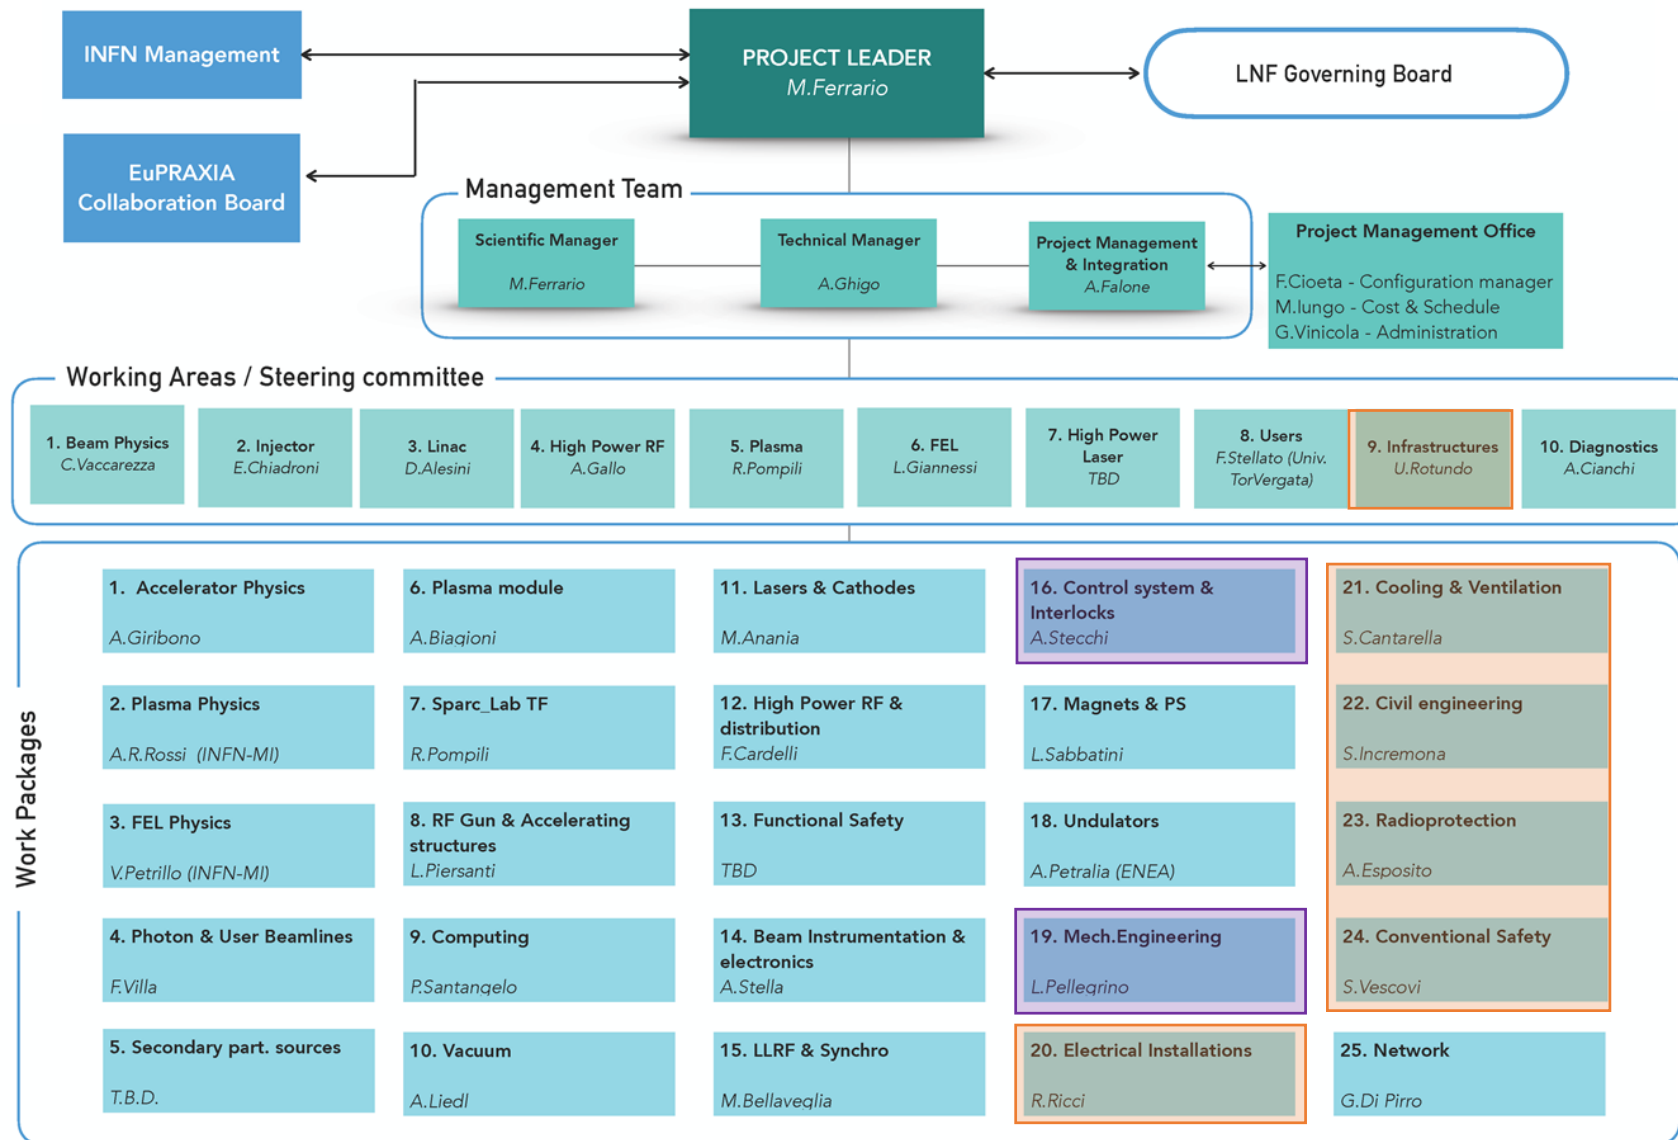 INFN Management
PROJECT LEADER
M.Ferrario
LNF Governing Board
EuPRAXIA
Collaboration Board
Management Team
Scientific Manager
M.Ferrario
Technical Manager
A.Ghigo
Project Management
& Integration
A.Falone
Project Management Office
F.Cioeta - Configuration manager
M.Iungo - Cost & Schedule
G.Vinicola - Administration
Working Areas / Steering committee
1. Beam Physics
C.Vaccarezza
2. Injector
E.Chiadroni
3. Linac
D.Alesini
4. High Power RF
A.Gallo
5. Plasma
R.Pompili
6. FEL
L.Giannessi
7. High Power
Laser
TBD
8. Users
F.Stellato (Univ.
TorVergata)
9. Infrastructures
U.Rotundo
10. Diagnostics
A.Cianchi
Work Packages
1. Accelerator Physics
A.Giribono
2. Plasma Physics
A.R.Rossi (INFN-MI)
3. FEL Physics
V.Petrillo (INFN-MI)
4. Photon & User Beamlines
F.Villa
5. Secondary part. sources
T.B.D.
6. Plasma module
A.Biagioni
7. Sparc_Lab TF
R.Pompili
8. RF Gun & Accelerating
structures
L.Piersanti
9. Computing
P.Santangelo
10. Vacuum
A.Liedl
11. Lasers & Cathodes
M.Anania
12. High Power RF &
distribution
F.Cardelli
13. Functional Safety
TBD
14. Beam Instrumentation &
electronics
A.Stella
15. LLRF & Synchro
M.Bellaveglia
16. Control system &
Interlocks
A.Stecchi
17. Magnets & PS
L.Sabbatini
18. Undulators
A.Petralia (ENEA)
19. Mech.Engineering
L.Pellegrino
20. Electrical Installations
R.Ricci
21. Cooling & Ventilation
S.Cantarella
22. Civil engineering
S.Incremona
23. Radioprotection
A.Esposito
24. Conventional Safety
S.Vescovi
25. Network
G.Di Pirro